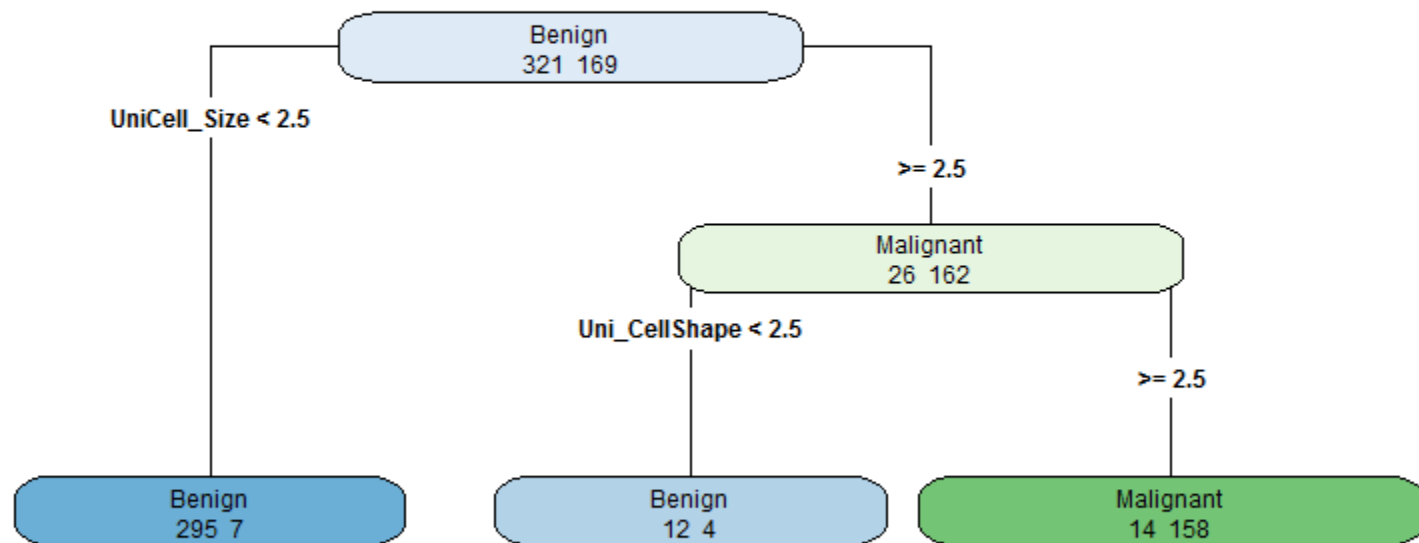 Benign
321 169
UniCell_Size < 2.5
>= 2.5
Malignant
26 162
Uni_CellShape < 2.5
>= 2.5
Benign
295 7
Benign
12 4
Malignant
14 158